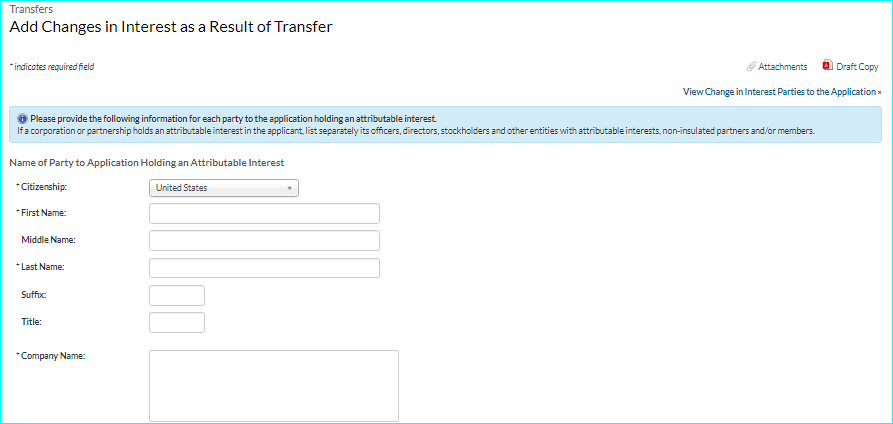 Transfers
Add Changes in Interest as a Result of Transfer
* indicates required field
Attachments Draft Copy
View Change in Interest Parties to the Application »
Please provide the following information for each party to the application holding an attributable interest.
If a corporation or partnership holds an attributable interest in the applicant, list separately its officers, directors, stockholders and other entities with attributable interests, non-insulated partners and/or members.
Name of Party to Application Holding an Attributable Interest
* Citizenship: United States
* First Name:
Middle Name:
* Last Name:
Suffix:
Title:
* Company Name: